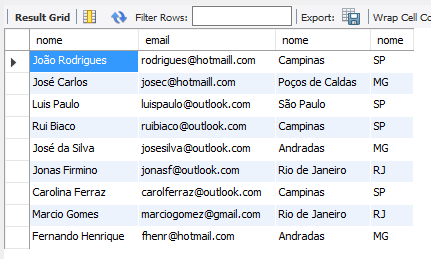 Result Grid Filter Rows: Export: Wrap Cell Co
nome email nome nome
João Rodrigues rodrigues@hotmaill.com Campinas SP
José Carlos josec@hotmaill.com Poços de Caldas MG
Luis Paulo luispaulo@outlook.com São Paulo SP
Rui Biaco ruibiaco@outlook.com Campinas SP
José da Silva josesilva@outlook.com Andradas MG
Jonas Firmino jonasf@outlook.com Rio de Janeiro RJ
Carolina Ferraz carolferraz@outlook.com Campinas SP
Marcio Gomes marciogomez@gmail.com Rio de Janeiro RJ
Fernando Henrique fhenr@hotmail.com Andradas MG